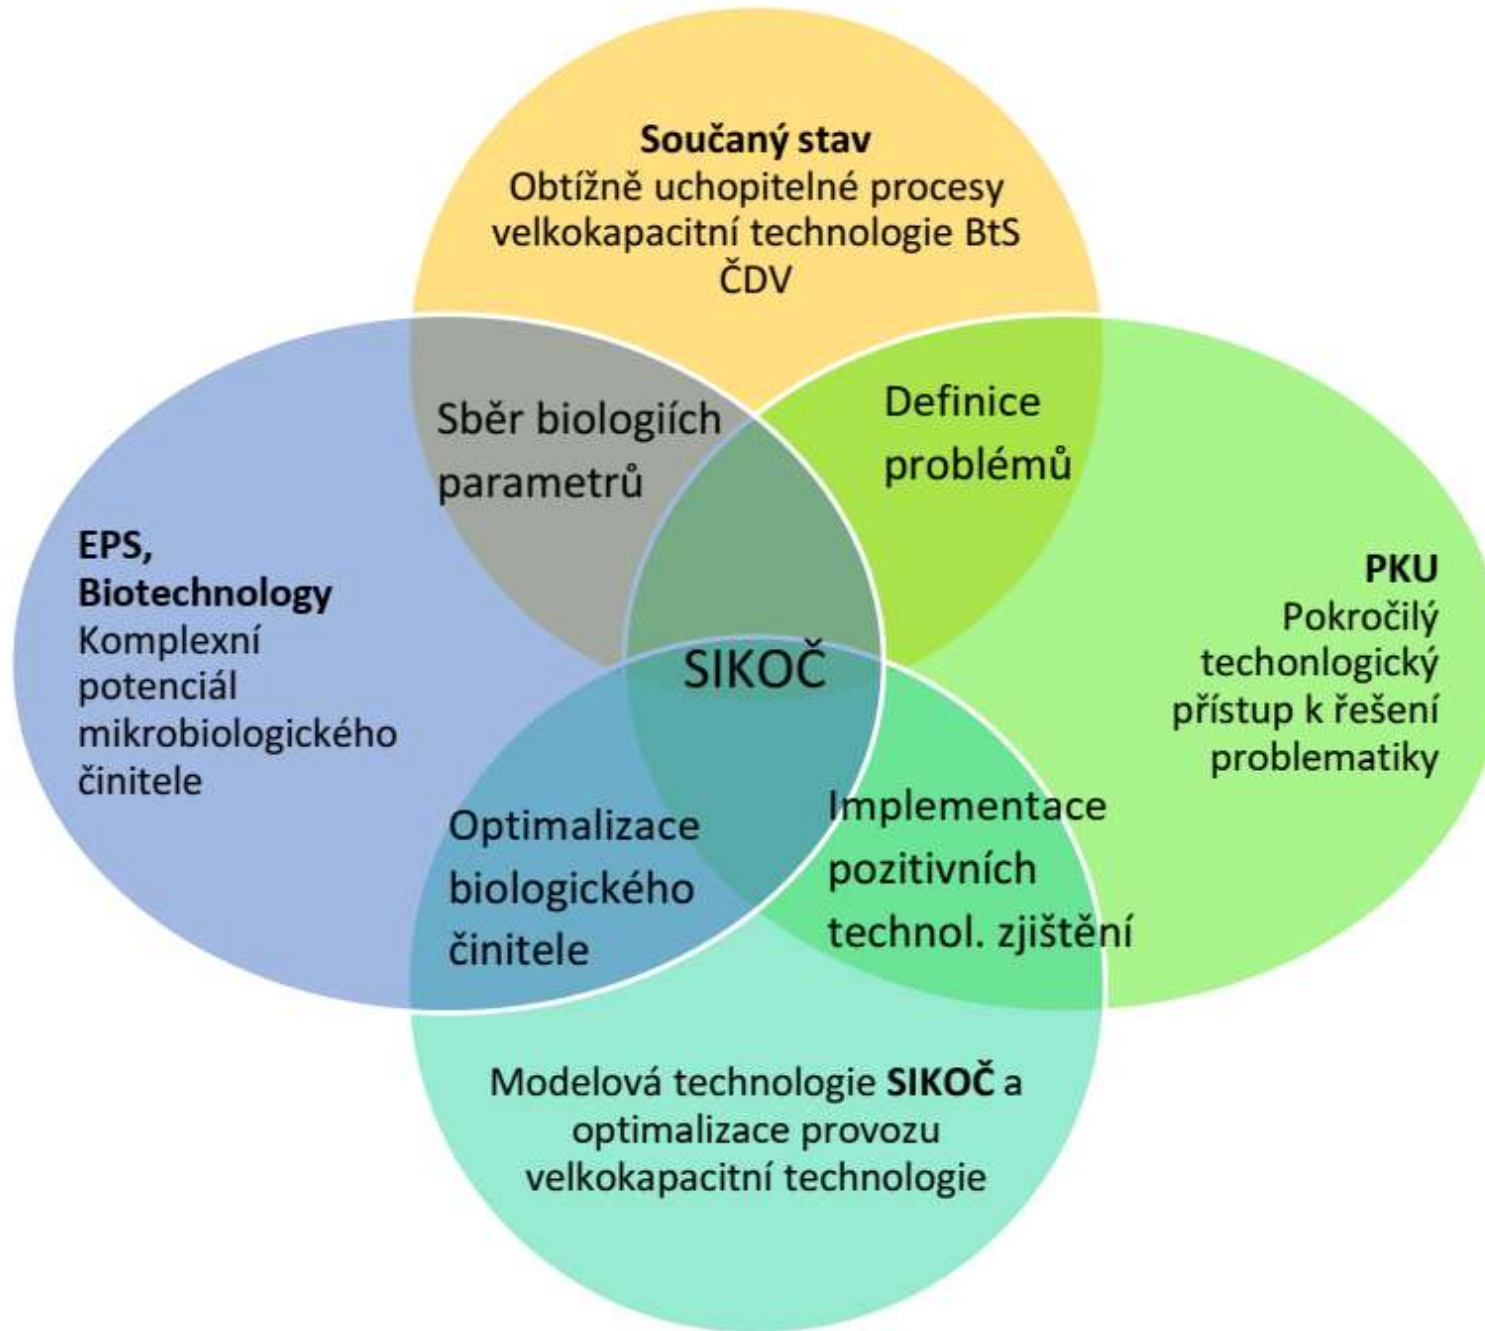 Součaný stav
Obtížně uchopitelné procesy
velkokapacitní technologie BtS
ČDV
Sběr biologiích
parametrů
Definice
problémů
EPS,
Biotechnology
Komplexní
potenciál
mikrobiologického
činitele
PKU
Pokročilý
techonlogický
přístup k řešení
problematiky
SIKOČ
Optimalizace
biologického
činitele
Implementace
pozitivních
technol. zjištění
Modelová technologie SIKOČ a
optimalizace provozu
velkokapacitní technologie